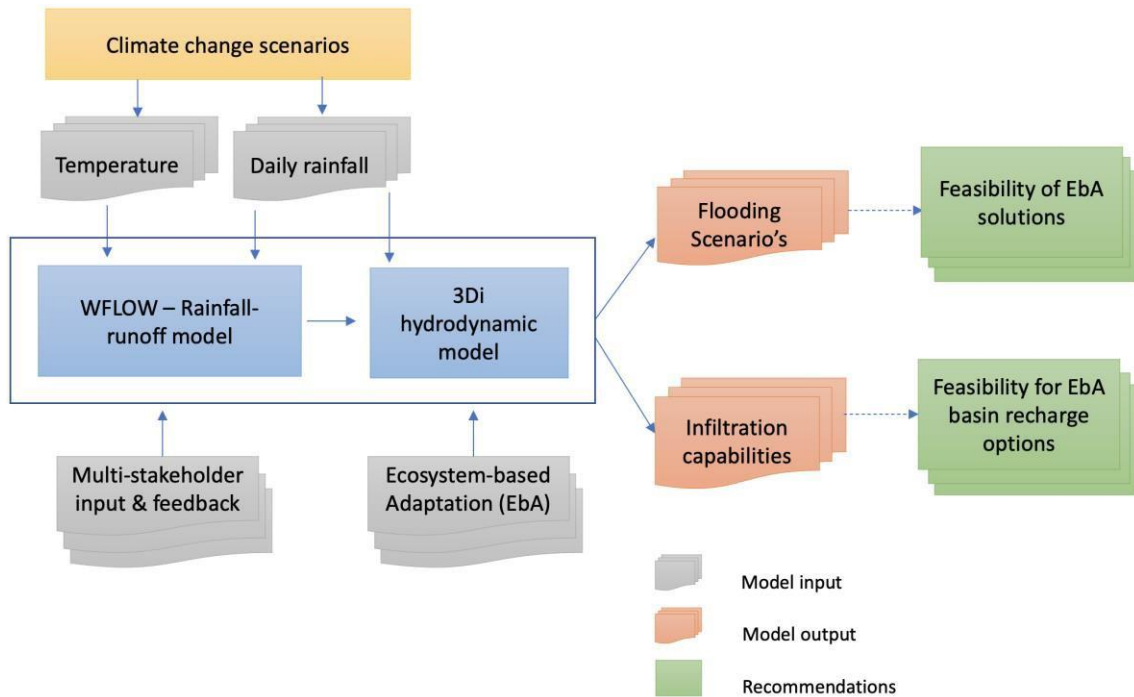 Climate change scenarios
Temperature
Daily rainfall
WFLOW – Rainfall-
runoff model
3Di
hydrodynamic
model
Multi-stakeholder
input & feedback
Ecosystem-based
Adaptation (EbA)
Flooding
Scenario's
Infiltration
capabilities
Feasibility of EbA
solutions
Feasibility for EbA
basin recharge
options
Model input
Model output
Recommendations